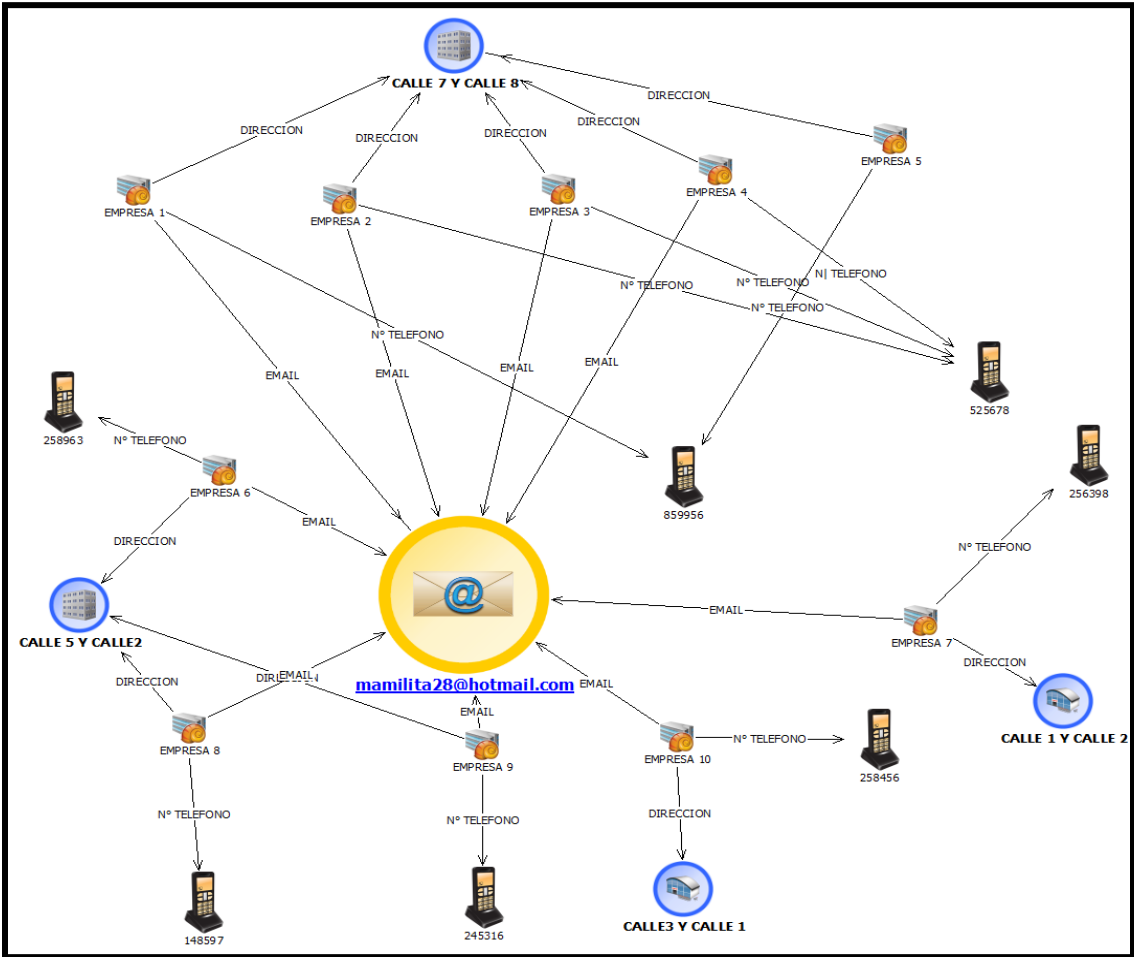 CALLE 7 Y CALLE 8
DIRECCION
DIRECCION
DIRECCION
DIRECCION
DIRECCION
EMPRESA 5
EMPRESA 4
EMPRESA 1
EMPRESA 2
EMPRESA 3
N| TELEFONO
N° TELEFONO
N° TELEFONO
N° TELEFONO
N° TELEFONO
EMAIL
EMAIL
EMAIL
EMAIL
525678
258963
N° TELEFONO
EMPRESA 6
256398
859956
EMAIL
DIRECCION
N° TELEFONO
EMAIL
CALLE 5 Y CALLE2
EMPRESA 7
DIRECCION
EMAIL
DIRECCION
mamilita28@hotmail.com
EMAIL
EMAIL
CALLE 1 Y CALLE 2
EMPRESA 8
EMPRESA 9
EMPRESA 10
N° TELEFONO
258456
N° TELEFONO
N° TELEFONO
DIRECCION
148597
245316
CALLE3 Y CALLE 1